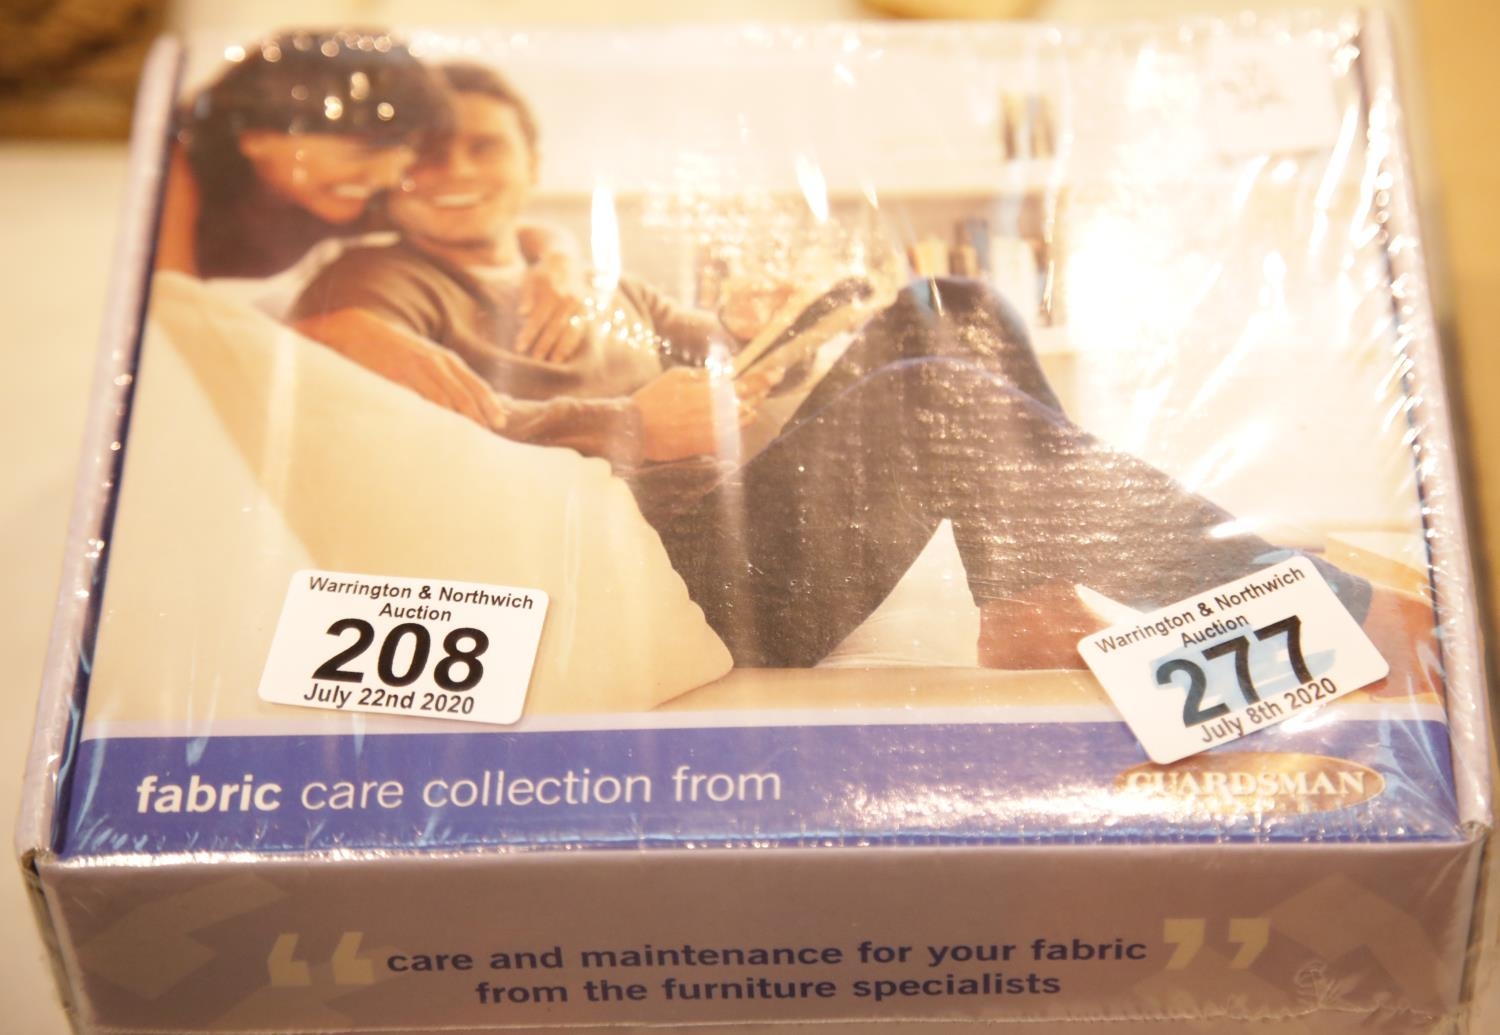 Warrington & Northwich
Auction
208
July 22nd 2020
Warrington & Northwich
Auction
277
July 8th 2020
fabric care collection from
GUARDSMAN
“care and maintenance for your fabric”
from the furniture specialists